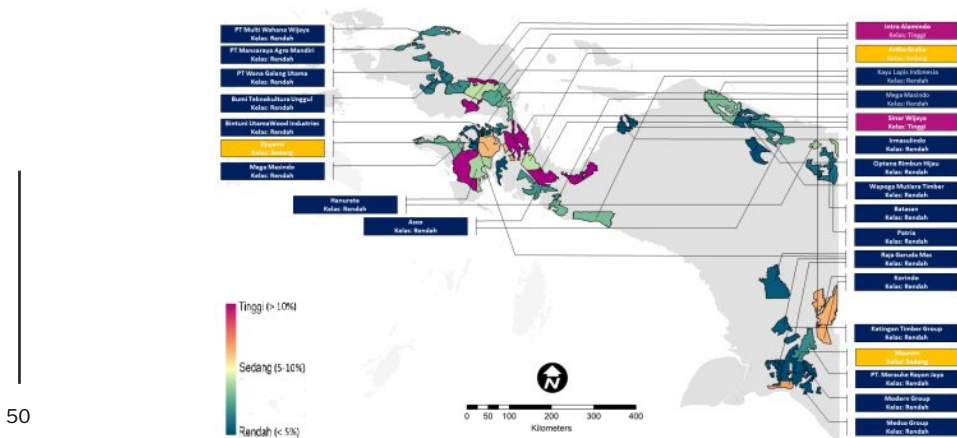 PT Multi Wahana Wijaya
Kelas: Rendah
PT Mancaraya Agro Mandiri
Kelas: Rendah
PT Wana Galang Utama
Kelas: Rendah
Bumi Teknokultura Unggul
Kelas: Rendah
Bintuni UtamaWood Industries
Kelas: Rendah
Djajanti
Kelas: Sedang
Mega Masindo
Kelas: Rendah
Hanurata
Kelas: Rendah
Asco
Kelas: Rendah
Intra Alamindo
Kelas: Tinggi
Artha Graha
Kelas: Sedang
Kayu Lapis Indonesia
Kelas: Rendah
Mega Masindo
Kelas: Rendah
Sinar Wijaya
Kelas: Tinggi
Irmasulindo
Kelas: Rendah
Optana Rimbun Hijau
Kelas: Rendah
Wapoga Mutiara Timber
Kelas: Rendah
Batasan
Kelas: Rendah
Patria
Kelas: Rendah
Raja Garuda Mas
Kelas: Rendah
Korindo
Kelas: Rendah
Katingan Timber Group
Kelas: Rendah
Kelas: Sedang
PT. Merauke Rayon Jaya
Kelas: Rendah
Modern Group
Kelas: Rendah
Medco Group
Kelas: Rendah
Tinggi (> 10%)
Sedang (5-10%)
Rendah (< 5%)
N
0 50 100 200 300 400
Kilometers
50